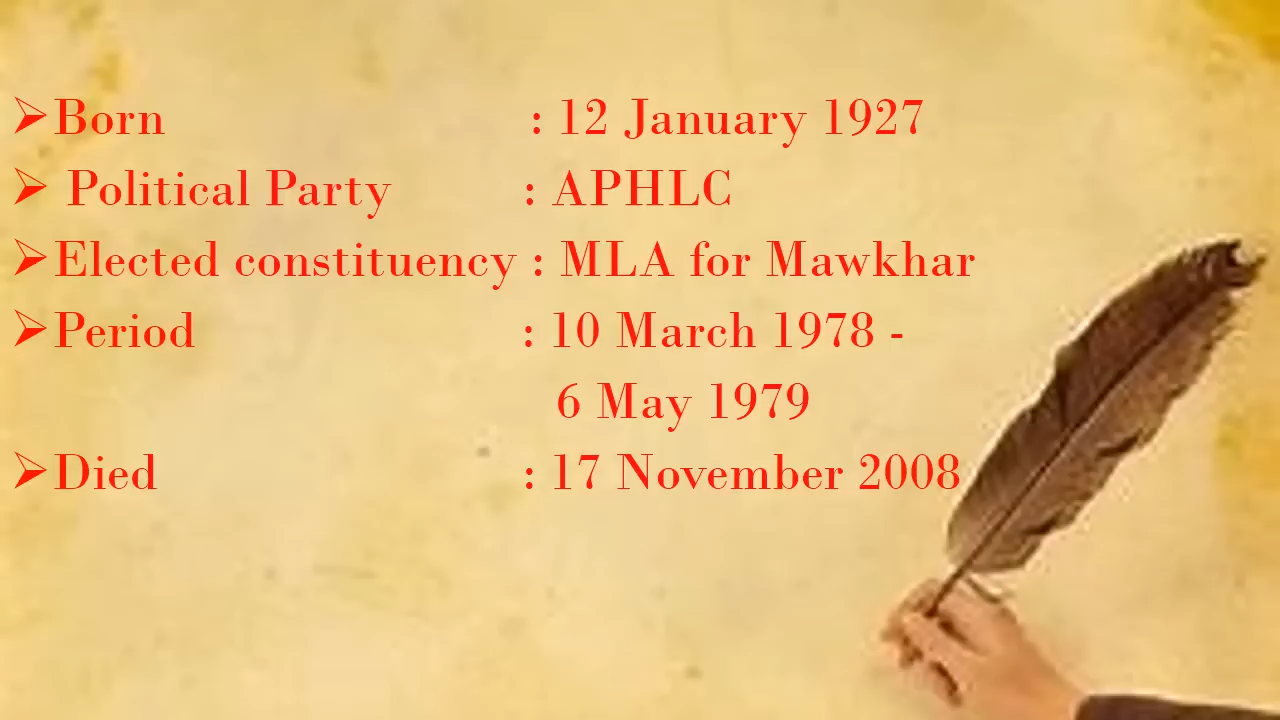 ➢Born : 12 January 1927
➢ Political Party : APHLC
➢Elected constituency : MLA for Mawkhar
➢Period : 10 March 1978 -
6 May 1979
➢Died : 17 November 2008